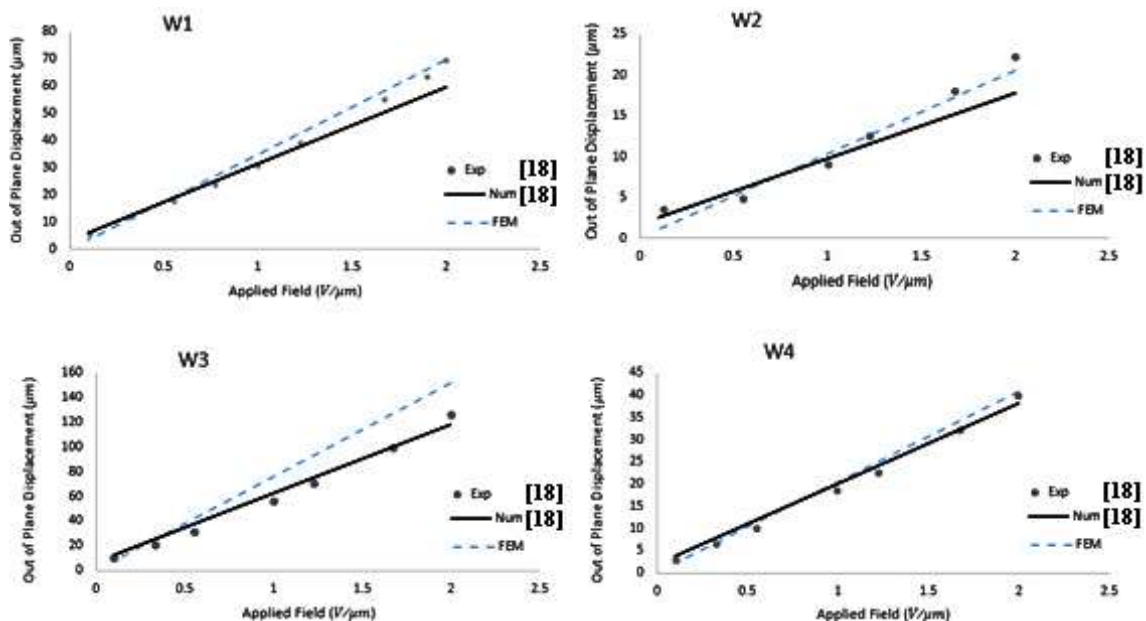 W1
Out of Plane Displacement (μm)
80
70
60
50
40
30
20
10
0
0 0.5 1 1.5 2 2.5
Applied Field (V/μm)
Exp [18]
Num [18]
FEM
W2
Out of Plane Displacement (μm)
25
20
15
10
5
0
0 0.5 1 1.5 2 2.5
Applied Field (V/μm)
Exp [18]
Num [18]
FEM
W3
Out of Plane Displacement (μm)
160
140
120
100
80
60
40
20
0
0 0.5 1 1.5 2 2.5
Applied Field (V/μm)
Exp [18]
Num [18]
FEM
W4
Out of Plane Displacement (μm)
45
40
35
30
25
20
15
10
5
0
0 0.5 1 1.5 2 2.5
Applied Field (V/μm)
Exp [18]
Num [18]
FEM